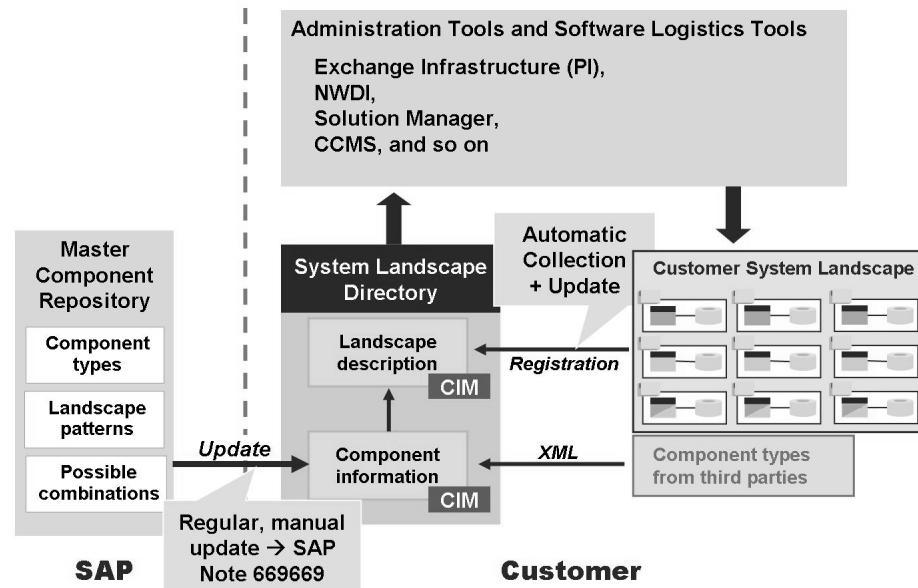 Administration Tools and Software Logistics Tools
Exchange Infrastructure (PI),
NWDI,
Solution Manager,
CCMS, and so on
Master
Component
Repository
Component
types
Landscape
patterns
Possible
combinations
Update
Regular, manual
update → SAP
Note 669669
System Landscape
Directory
Landscape
description
CIM
Component
information
CIM
Automatic
Collection
+ Update
Registration
XML
Customer System Landscape
Component types
from third parties
SAP
Customer